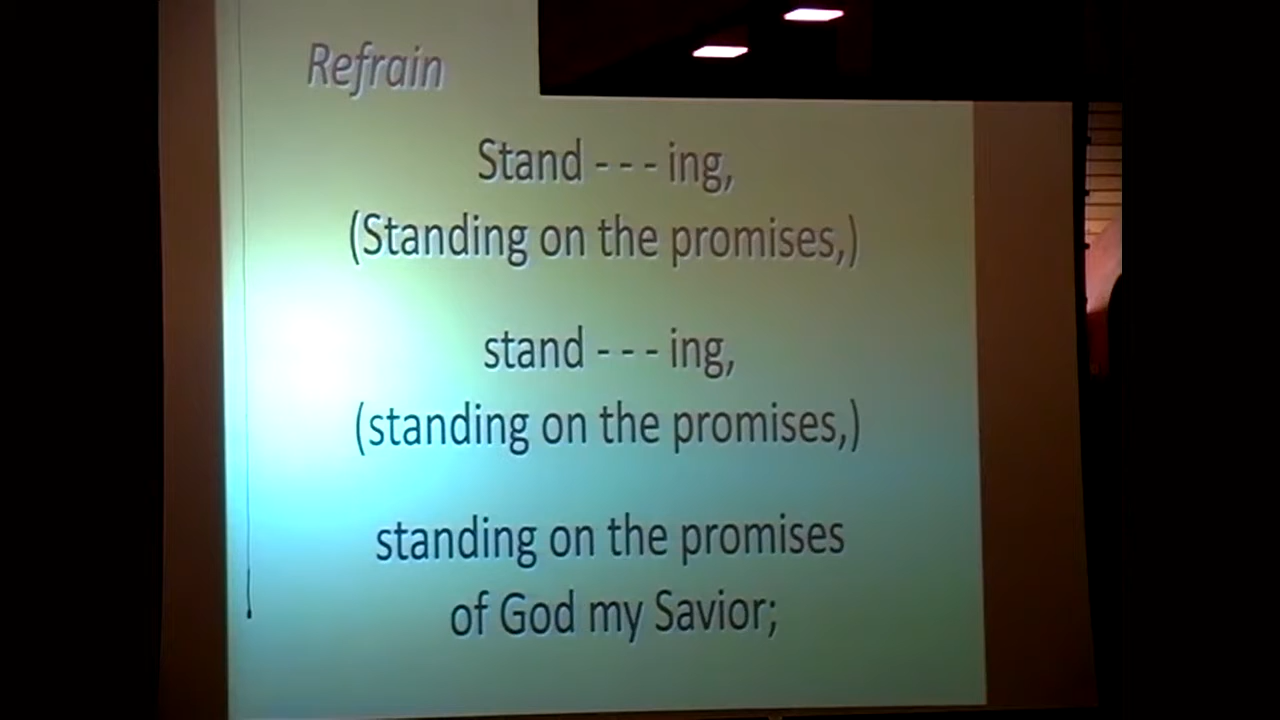 Refrain
Stand - - - ing,
(Standing on the promises,)
stand - - - ing,
(standing on the promises,)
standing on the promises
of God my Savior;